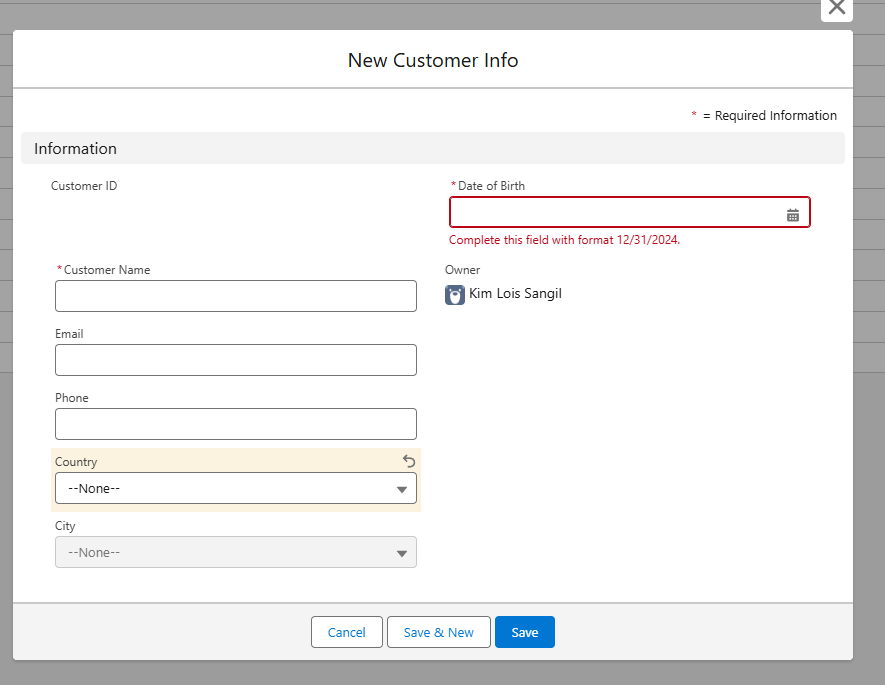 New Customer Info
* = Required Information
Information
Customer ID
*Date of Birth
Complete this field with format 12/31/2024.
*Customer Name
Owner
Kim Lois Sangil
Email
Phone
Country
--None--
City
--None--
Cancel
Save & New
Save